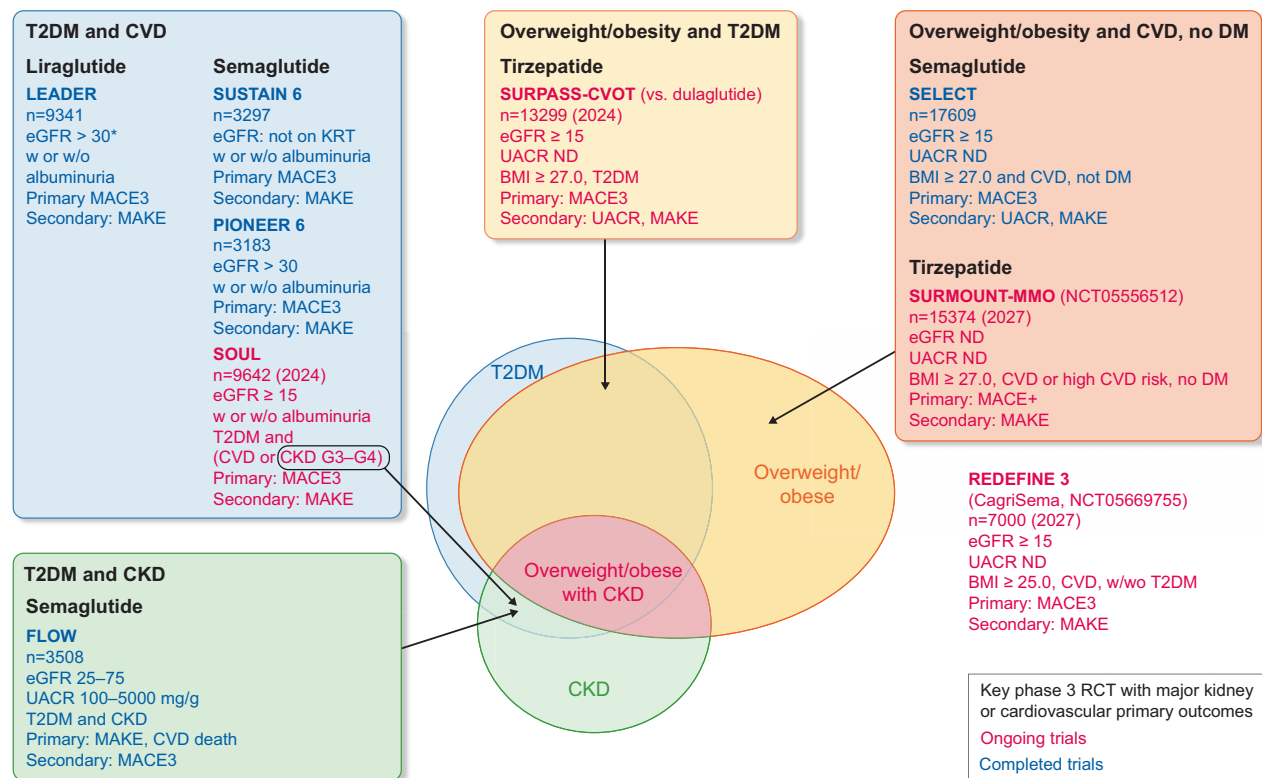 T2DM and CVD
Liraglutide
LEADER
n=9341
eGFR > 30*
w or w/o
albuminuria
Primary MACE3
Secondary: MAKE
Semaglutide
SUSTAIN 6
n=3297
eGFR: not on KRT
w or w/o albuminuria
Primary MACE3
Secondary: MAKE
PIONEER 6
n=3183
eGFR > 30
w or w/o albuminuria
Primary: MACE3
Secondary: MAKE
SOUL
n=9642 (2024)
eGFR ≥ 15
w or w/o albuminuria
T2DM and
(CVD or CKD G3–G4)
Primary: MACE3
Secondary: MAKE
Overweight/obesity and T2DM
Tirzepatide
SURPASS-CVOT (vs. dulaglutide)
n=13299 (2024)
eGFR ≥ 15
UACR ND
BMI ≥ 27.0, T2DM
Primary: MACE3
Secondary: UACR, MAKE
Overweight/obesity and CVD, no DM
Semaglutide
SELECT
n=17609
eGFR ≥ 15
UACR ND
BMI ≥ 27.0 and CVD, not DM
Primary: MACE3
Secondary: UACR, MAKE
Tirzepatide
SURMOUNT-MMO (NCT05556512)
n=15374 (2027)
eGFR ND
UACR ND
BMI ≥ 27.0, CVD or high CVD risk, no DM
Primary: MACE+
Secondary: MAKE
T2DM
Overweight/
obese
Overweight/obese
with CKD
CKD
T2DM and CKD
Semaglutide
FLOW
n=3508
eGFR 25–75
UACR 100–5000 mg/g
T2DM and CKD
Primary: MAKE, CVD death
Secondary: MACE3
REDEFINE 3
(CagriSema, NCT05669755)
n=7000 (2027)
eGFR ≥ 15
UACR ND
BMI ≥ 25.0, CVD, w/wo T2DM
Primary: MACE3
Secondary: MAKE
Key phase 3 RCT with major kidney
or cardiovascular primary outcomes
Ongoing trials
Completed trials